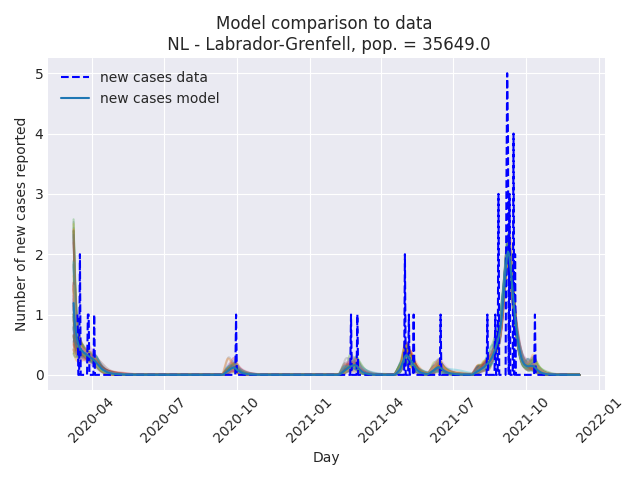 Model comparison to data
NL - Labrador-Grenfell, pop. = 35649.0
new cases data
new cases model
Number of new cases reported
5
4
3
2
1
0
2020-04
2020-07
2020-10
2021-01
2021-04
2021-07
2021-10
2022-01
Day